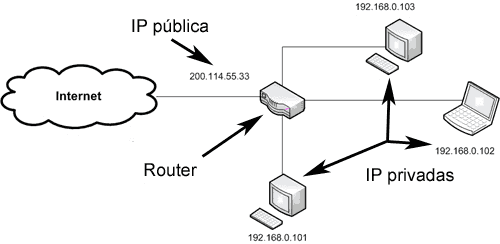 192.168.0.103
IP pública
200.114.55.33
Internet
Router
192.168.0.102
IP privadas
192.168.0.101